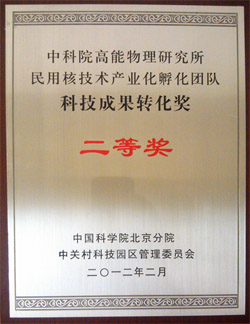 中科院高能物理研究所
民用核技术产业化孵化团队
科技成果转化奖
二等奖
中国科学院北京分院
中关村科技园区管理委员会
二〇一二年二月